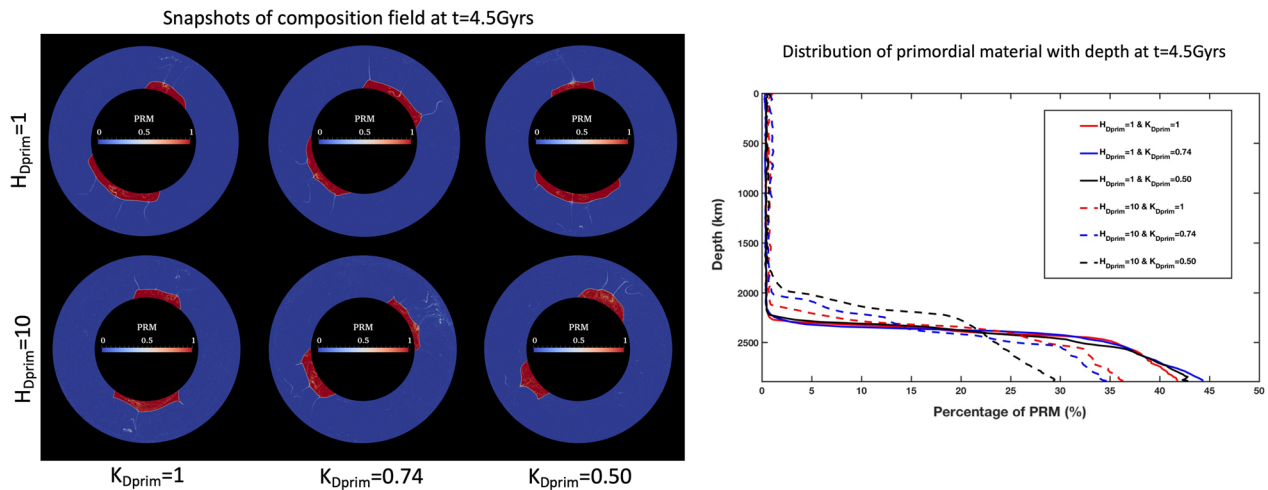 Snapshots of composition field at t=4.5Gyrs
H_Dprim=1
PRM
0 0.5 1
PRM
0 0.5 1
PRM
0 0.5 1
H_Dprim=10
PRM
0 0.5 1
PRM
0 0.5 1
PRM
0 0.5 1
K_Dprim=1
K_Dprim=0.74
K_Dprim=0.50
Distribution of primordial material with depth at t=4.5Gyrs
Depth (km)
0
500
1000
1500
2000
2500
H_Dprim=1 & K_Dprim=1
H_Dprim=1 & K_Dprim=0.74
H_Dprim=1 & K_Dprim=0.50
H_Dprim=10 & K_Dprim=1
H_Dprim=10 & K_Dprim=0.74
H_Dprim=10 & K_Dprim=0.50
0 5 10 15 20 25 30 35 40 45 50
Percentage of PRM (%)